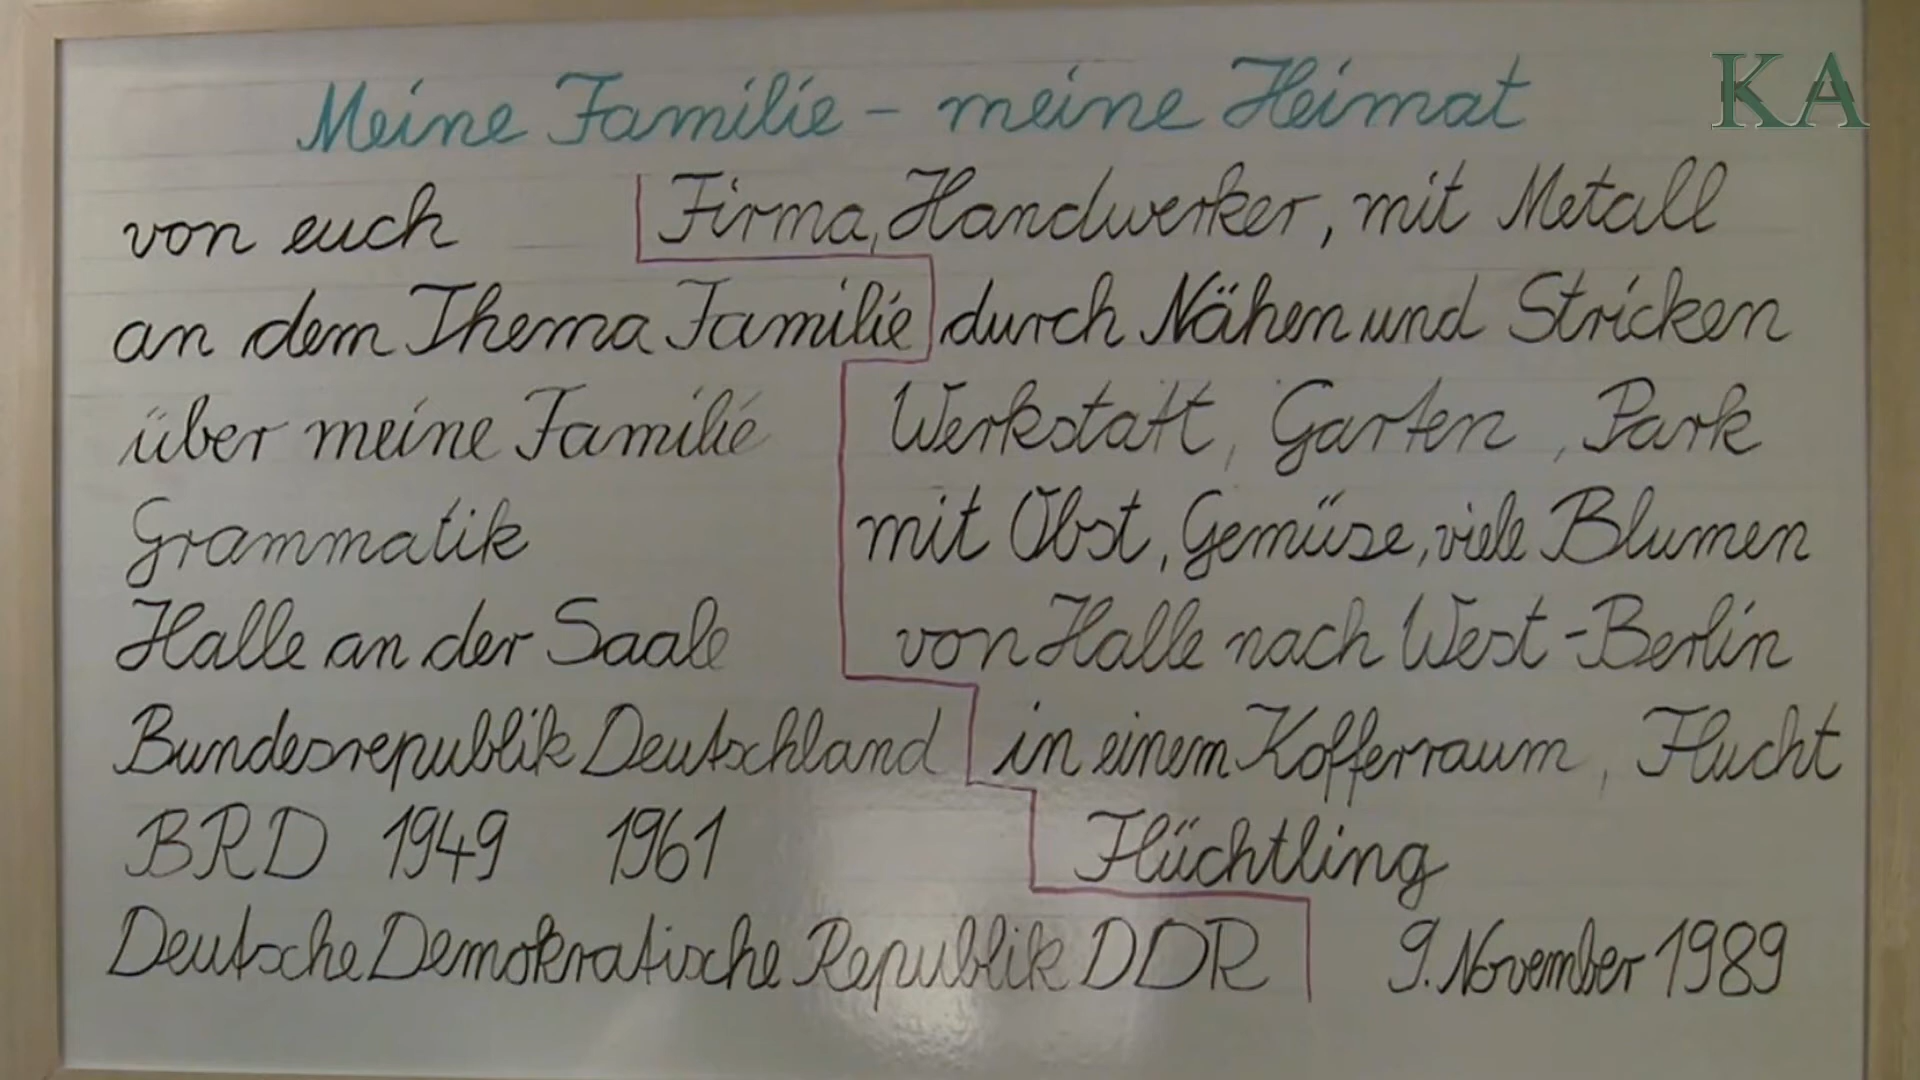 KA
Meine Familie – meine Heimat
von euch
an dem Thema Familie
über meine Familie
Grammatik
Halle an der Saale
Bundesrepublik Deutschland
BRD 1949 1961
Deutsche Demokratische Republik DDR
Firma, Handwerker, mit Metall
durch Nähen und Stricken
Werkstatt, Garten, Park
mit Obst, Gemüse, viele Blumen
von Halle nach West-Berlin
in einem Kofferraum, Flucht
Flüchtling
9. November 1989